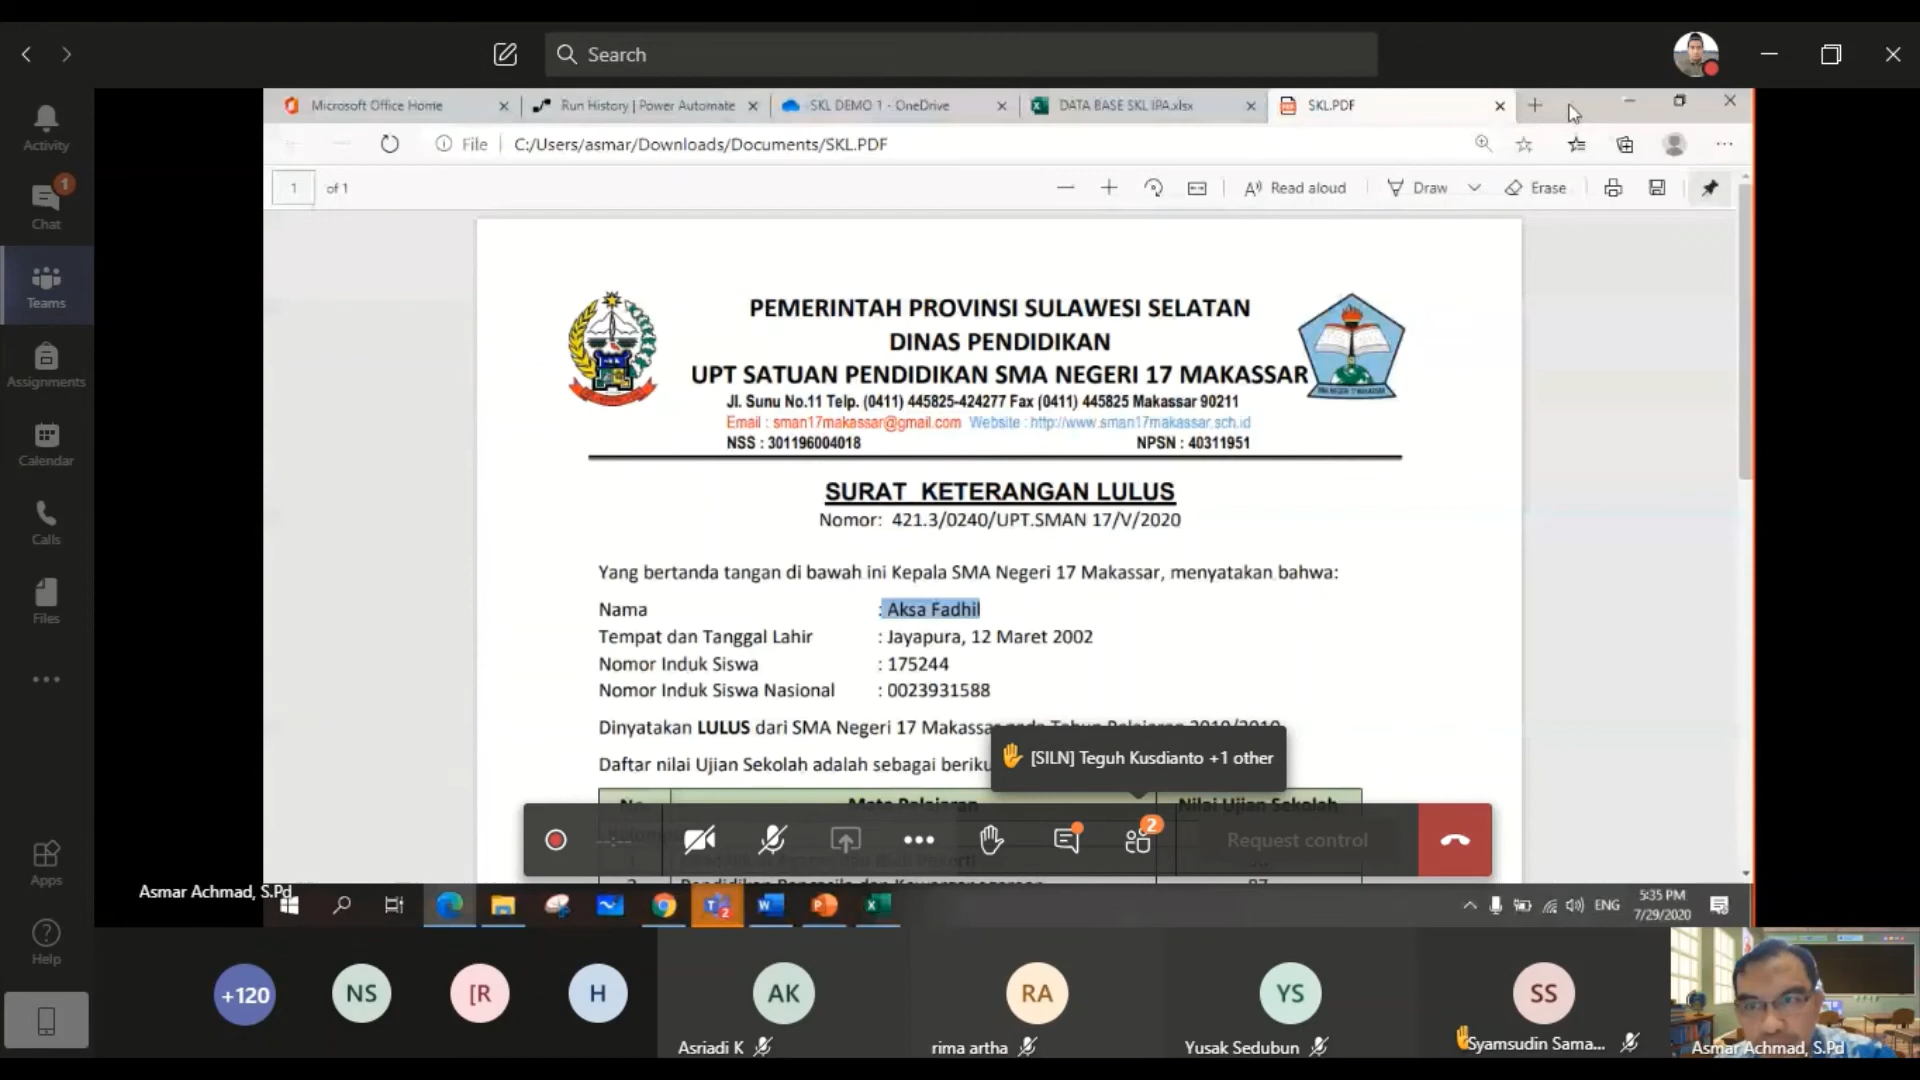 Search
Microsoft Office Home
Run History | Power Automate
SKL DEMO 1 - OneDrive
DATA BASE SKL IPA.xlsx
SKL.PDF
File
C:/Users/asmar/Downloads/Documents/SKL.PDF
1 of 1
Read aloud
Draw
Erase
Activity
1
Chat
Teams
Assignments
Calendar
Calls
Files
Apps
Help
PEMERINTAH PROVINSI SULAWESI SELATAN
DINAS PENDIDIKAN
UPT SATUAN PENDIDIKAN SMA NEGERI 17 MAKASSAR
Jl. Sunu No.11 Telp. (0411) 445825-424277 Fax (0411) 445825 Makassar 90211
Email : sman17makassar@gmail.com Website : http://www.sman17makassar.sch.id
NSS : 301196004018 NPSN : 40311951
SURAT KETERANGAN LULUS
Nomor: 421.3/0240/UPT.SMAN 17/V/2020
Yang bertanda tangan di bawah ini Kepala SMA Negeri 17 Makassar, menyatakan bahwa:
Nama : Aksa Fadhil
Tempat dan Tanggal Lahir : Jayapura, 12 Maret 2002
Nomor Induk Siswa : 175244
Nomor Induk Siswa Nasional : 0023931588
Dinyatakan LULUS dari SMA Negeri 17 Makassar
Daftar nilai Ujian Sekolah adalah sebagai
[SILN] Teguh Kusdianto +1 other
Mata Pelajaran Nilai Ujian Sekolah
2
Request control
Asmar Achmad, S.Pd
2
ENG
5:35 PM
7/29/2020
+120
NS
[R
H
AK
Asriadi K
RA
rima artha
YS
Yusak Sedubun
SS
Syamsudin Sama...
Asmar Achmad, S.Pd